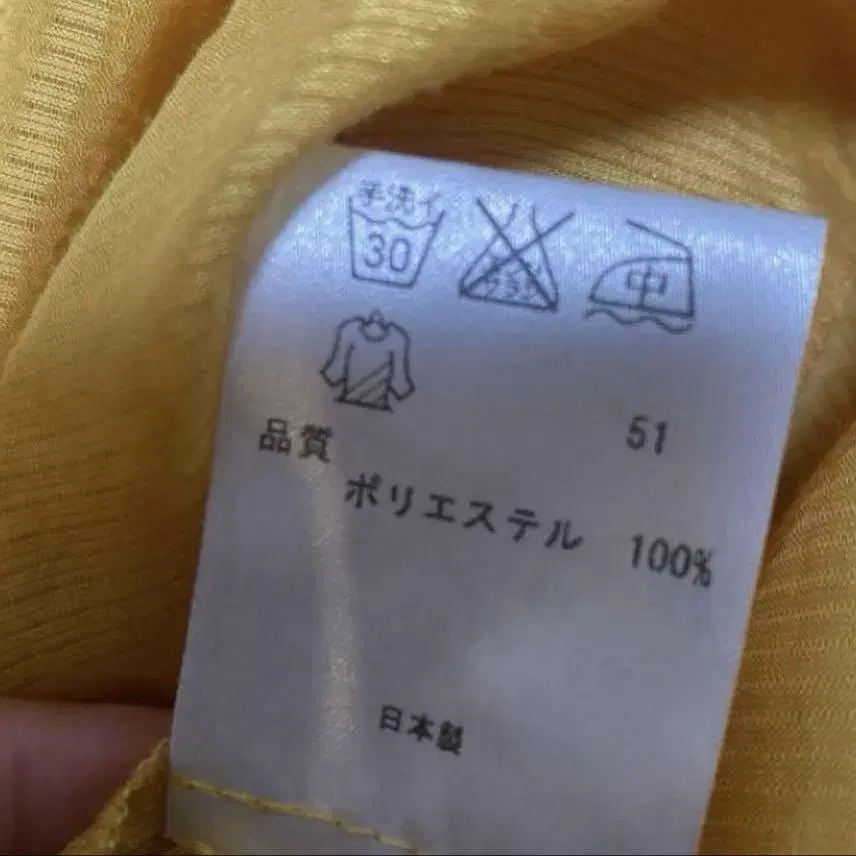 手洗イ
30
中
51
品質
ポリエステル 100%
日本製